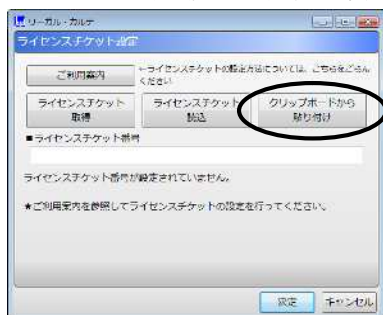 リーガル・カルテ
ライセンスチケット設定
ご利用案内
←ライセンスチケットの設定方法については、こちらをごらん
ください
ライセンスチケット
取得
ライセンスチケット
読込
クリップボードから
貼り付け
■ライセンスチケット番号
ライセンスチケット番号が設定されていません。
★ご利用案内を参照してライセンスチケットの設定を行ってください。
設定
キャンセル